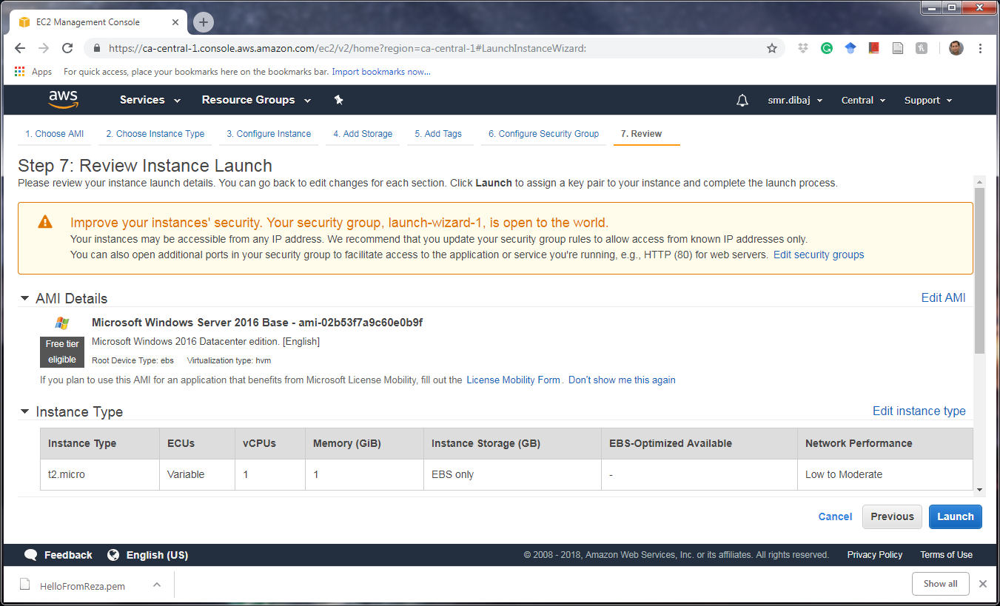 EC2 Management Console
https://ca-central-1.console.aws.amazon.com/ec2/v2/home?region=ca-central-1#LaunchInstanceWizard:
Apps For quick access, place your bookmarks here on the bookmarks bar. Import bookmarks now...
aws Services Resource Groups smr.dibaj Central Support
1. Choose AMI 2. Choose Instance Type 3. Configure Instance 4. Add Storage 5. Add Tags 6. Configure Security Group 7. Review
Step 7: Review Instance Launch
Please review your instance launch details. You can go back to edit changes for each section. Click Launch to assign a key pair to your instance and complete the launch process.
Improve your instances' security. Your security group, launch-wizard-1, is open to the world.
Your instances may be accessible from any IP address. We recommend that you update your security group rules to allow access from known IP addresses only.
You can also open additional ports in your security group to facilitate access to the application or service you're running, e.g., HTTP (80) for web servers. Edit security groups
AMI Details Edit AMI
Microsoft Windows Server 2016 Base - ami-02b53f7a9c60e0b9f
Free tier
eligible
Microsoft Windows 2016 Datacenter edition. [English]
Root Device Type: ebs Virtualization type: hvm
If you plan to use this AMI for an application that benefits from Microsoft License Mobility, fill out the License Mobility Form. Don't show me this again
Instance Type Edit instance type
Instance Type ECUs vCPUs Memory (GiB) Instance Storage (GB) EBS-Optimized Available Network Performance
t2.micro Variable 1 1 EBS only - Low to Moderate
Cancel Previous Launch
Feedback English (US) © 2008 - 2018, Amazon Web Services, Inc. or its affiliates. All rights reserved. Privacy Policy Terms of Use
HelloFromReza.pem Show all